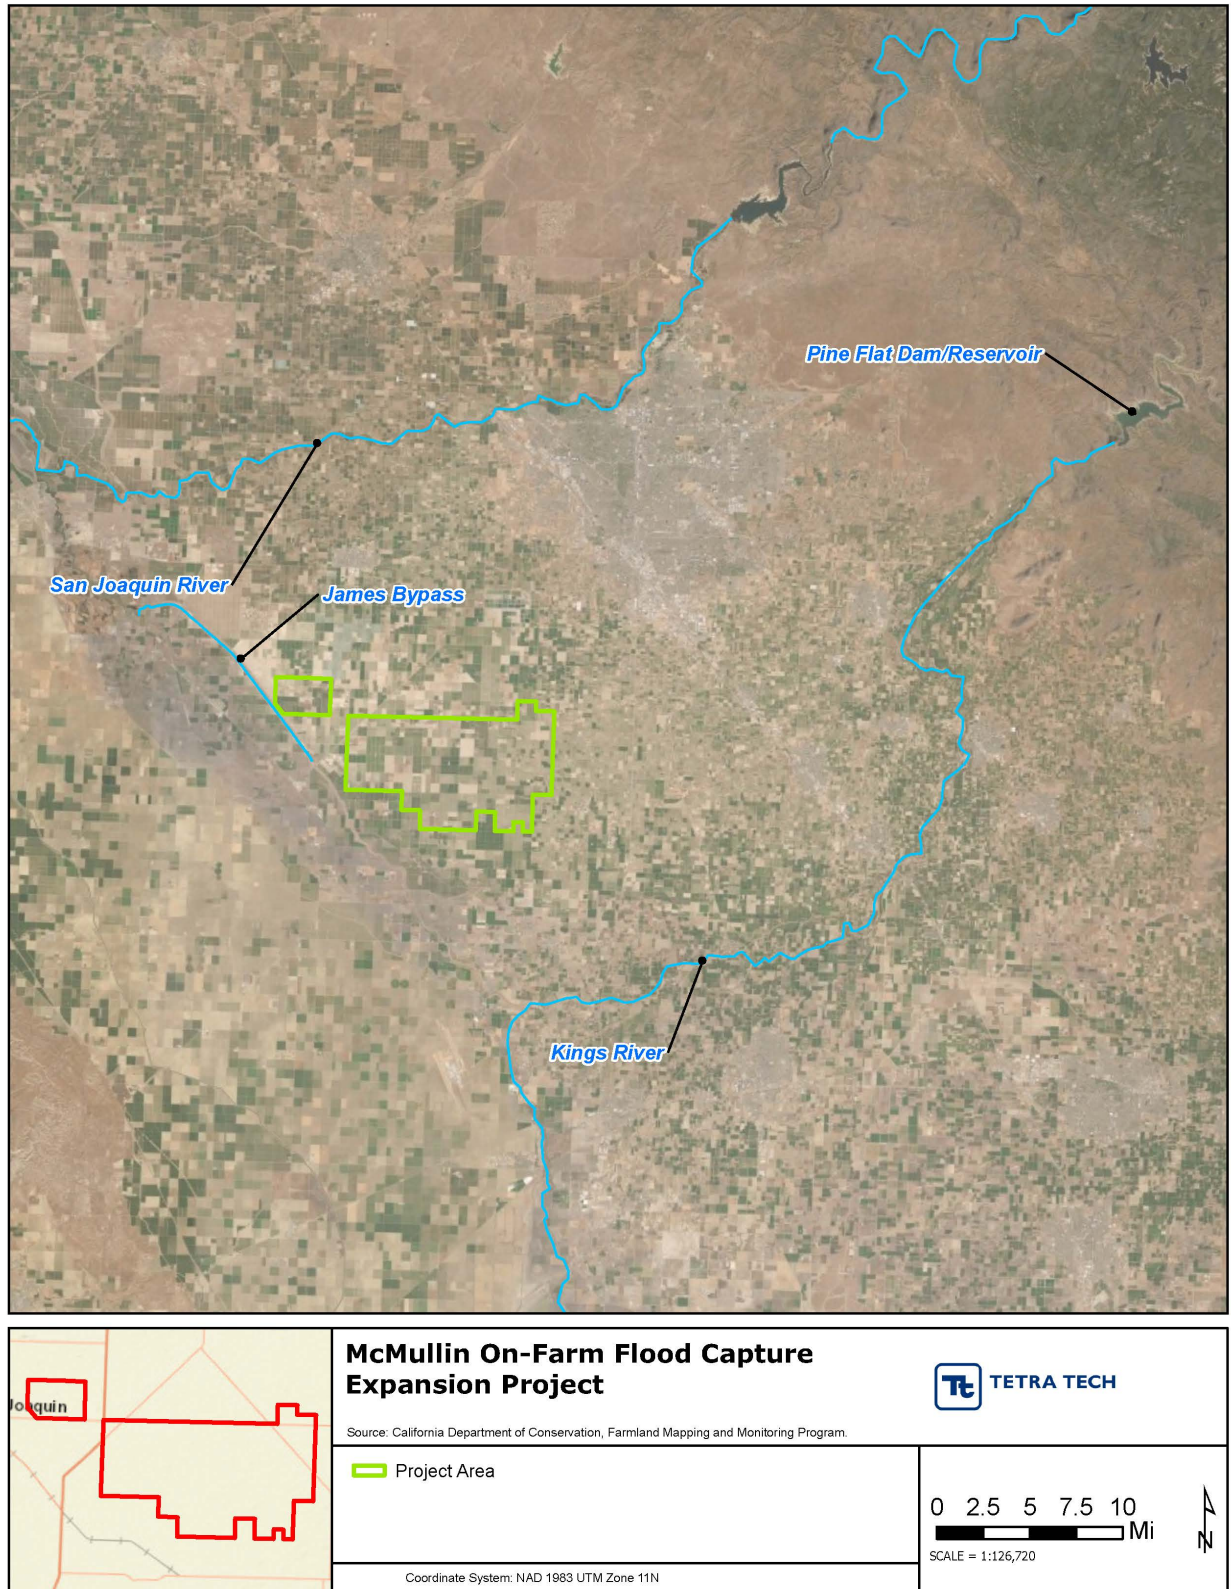 Pine Flat Dam/Reservoir
San Joaquin River
James Bypass
Kings River
Joaquin
McMullin On-Farm Flood Capture
Expansion Project
Source: California Department of Conservation, Farmland Mapping and Monitoring Program.
Tt TETRA TECH
Project Area
0 2.5 5 7.5 10
Mi
SCALE = 1:126,720
N
Coordinate System: NAD 1983 UTM Zone 11N